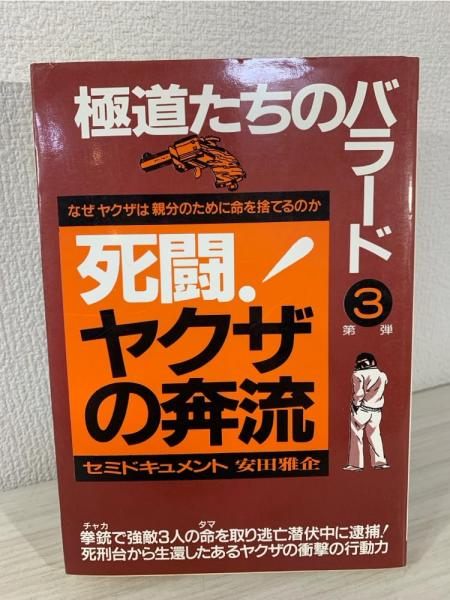 極道たちのバラード
なぜヤクザは親分のために命を捨てるのか
死闘.!
ヤクザ
の奔流
第3弾
セミドキュメント 安田雅企
チャカ タマ
拳銃で強敵3人の命を取り逃亡潜伏中に逮捕!
死刑台から生還したあるヤクザの衝撃の行動力